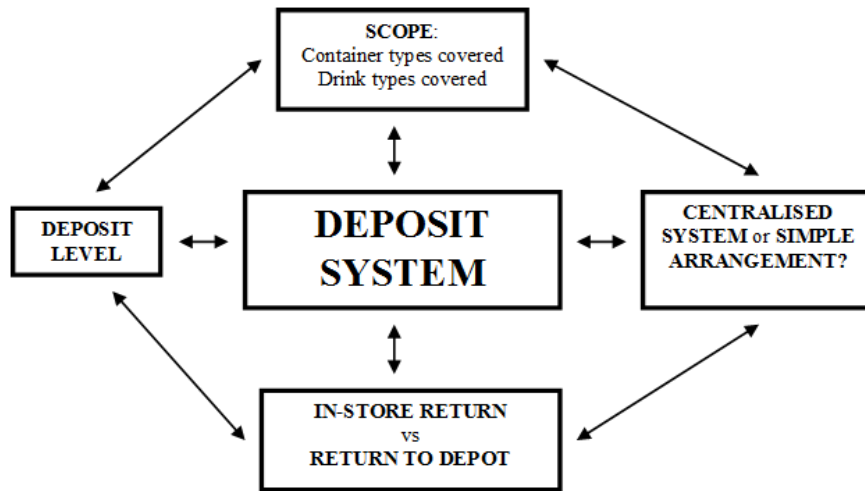 SCOPE:
Container types covered
Drink types covered
DEPOSIT
LEVEL
DEPOSIT
SYSTEM
CENTRALISED
SYSTEM or SIMPLE
ARRANGEMENT?
IN-STORE RETURN
vs
RETURN TO DEPOT